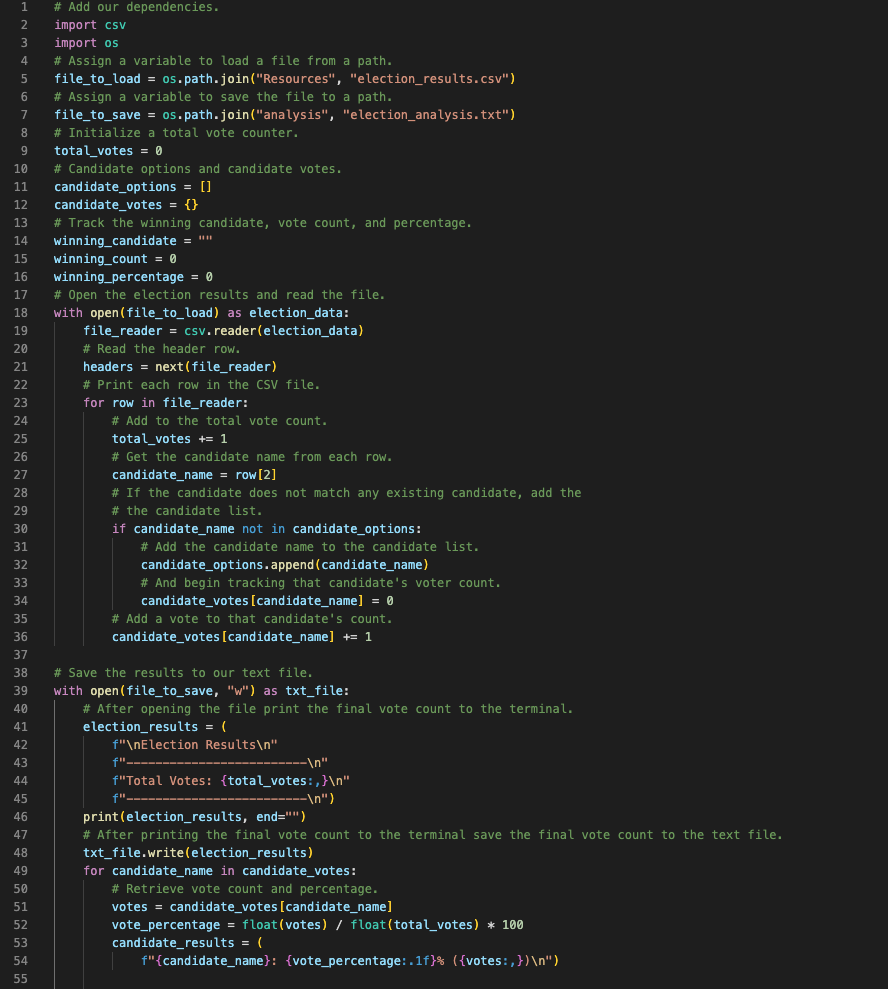 1 # Add our dependencies.
2 import csv
3 import os
4 # Assign a variable to load a file from a path.
5 file_to_load = os.path.join("Resources", "election_results.csv")
6 # Assign a variable to save the file to a path.
7 file_to_save = os.path.join("analysis", "election_analysis.txt")
8 # Initialize a total vote counter.
9 total_votes = 0
10 # Candidate options and candidate votes.
11 candidate_options = []
12 candidate_votes = {}
13 # Track the winning candidate, vote count, and percentage.
14 winning_candidate = ""
15 winning_count = 0
16 winning_percentage = 0
17 # Open the election results and read the file.
18 with open(file_to_load) as election_data:
19     file_reader = csv.reader(election_data)
20     # Read the header row.
21     headers = next(file_reader)
22     # Print each row in the CSV file.
23     for row in file_reader:
24         # Add to the total vote count.
25         total_votes += 1
26         # Get the candidate name from each row.
27         candidate_name = row[2]
28         # If the candidate does not match any existing candidate, add the
29         # the candidate list.
30         if candidate_name not in candidate_options:
31             # Add the candidate name to the candidate list.
32             candidate_options.append(candidate_name)
33             # And begin tracking that candidate's voter count.
34             candidate_votes[candidate_name] = 0
35         # Add a vote to that candidate's count.
36         candidate_votes[candidate_name] += 1
37
38 # Save the results to our text file.
39 with open(file_to_save, "w") as txt_file:
40     # After opening the file print the final vote count to the terminal.
41     election_results = (
42         f"\nElection Results\n"
43         f"-------------------------\n"
44         f"Total Votes: {total_votes:,}\n"
45         f"-------------------------\n")
46     print(election_results, end="")
47     # After printing the final vote count to the terminal save the final vote count to the text file.
48     txt_file.write(election_results)
49     for candidate_name in candidate_votes:
50         # Retrieve vote count and percentage.
51         votes = candidate_votes[candidate_name]
52         vote_percentage = float(votes) / float(total_votes) * 100
53         candidate_results = (
54             f"{candidate_name}: {vote_percentage:.1f}% ({votes:,})\n")
55